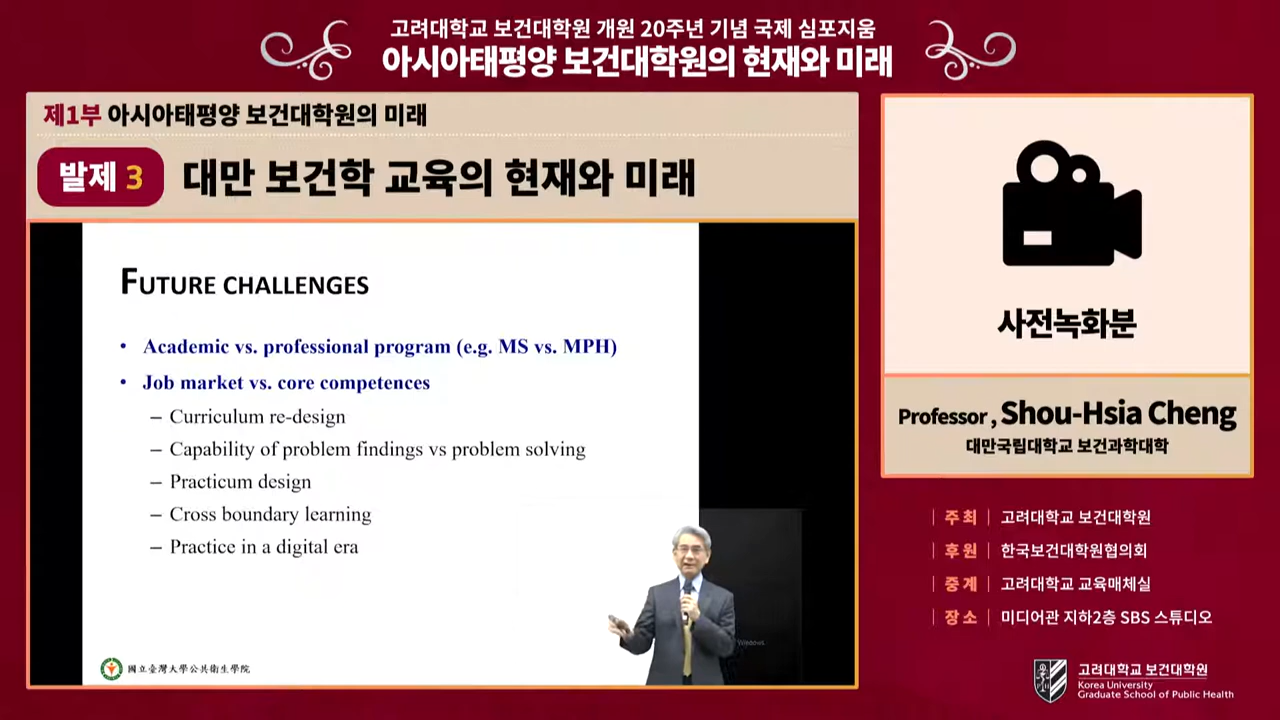 고려대학교 보건대학원 개원 20주년 기념 국제 심포지움
아시아태평양 보건대학원의 현재와 미래
제1부 아시아태평양 보건대학원의 미래
발제 3 대만 보건학 교육의 현재와 미래
FUTURE CHALLENGES
• Academic vs. professional program (e.g. MS vs. MPH)
• Job market vs. core competences
– Curriculum re-design
– Capability of problem findings vs problem solving
– Practicum design
– Cross boundary learning
– Practice in a digital era
國立臺灣大學公共衛生學院
Windows
사전녹화분
Professor , Shou-Hsia Cheng
대만국립대학교 보건과학대학
| 주 최 | 고려대학교 보건대학원
| 후 원 | 한국보건대학원협의회
| 중 계 | 고려대학교 교육매체실
| 장 소 | 미디어관 지하2층 SBS 스튜디오
고려대학교 보건대학원
Korea University
Graduate School of Public Health